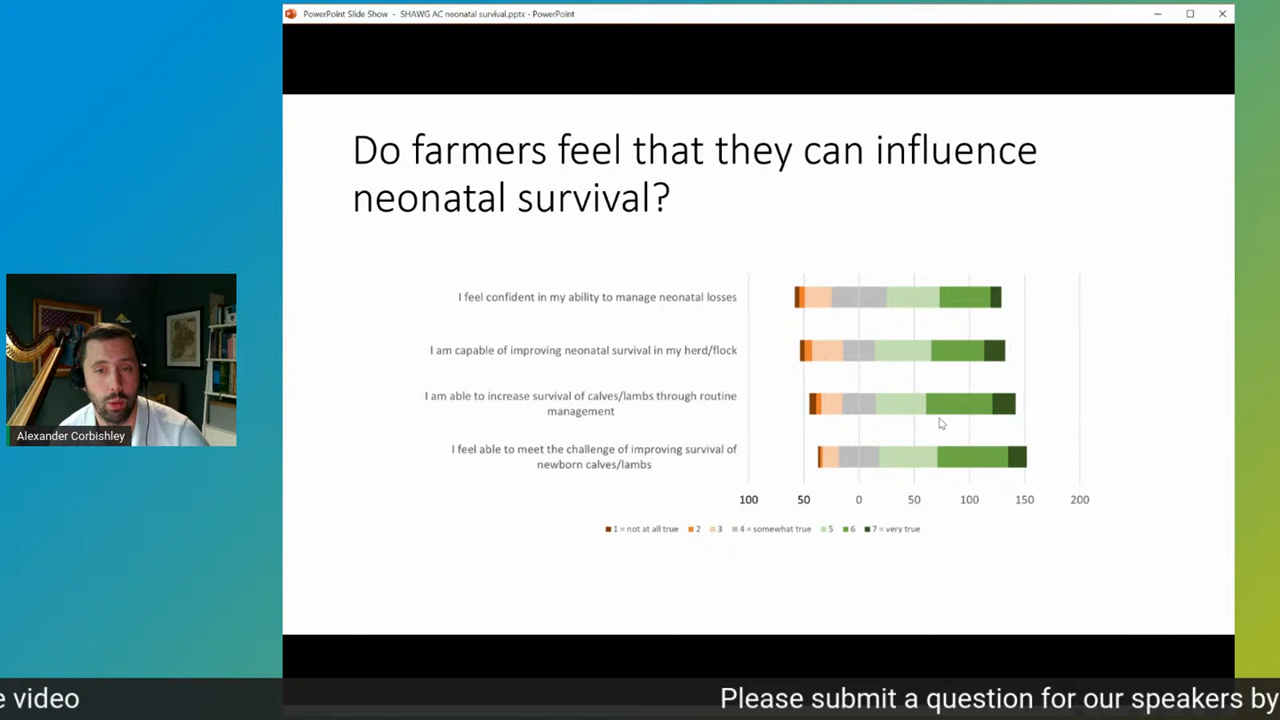 PowerPoint Slide Show - SHAWG AC neonatal survival.pptx - PowerPoint
Do farmers feel that they can influence
neonatal survival?
I feel confident in my ability to manage neonatal losses
I am capable of improving neonatal survival in my herd/flock
I am able to increase survival of calves/lambs through routine
management
I feel able to meet the challenge of improving survival of
newborn calves/lambs
100 50 0 50 100 150 200
1 = not at all true 2 3 4 = somewhat true 5 6 7 = very true
Alexander Corbishley
e video Please submit a question for our speakers by